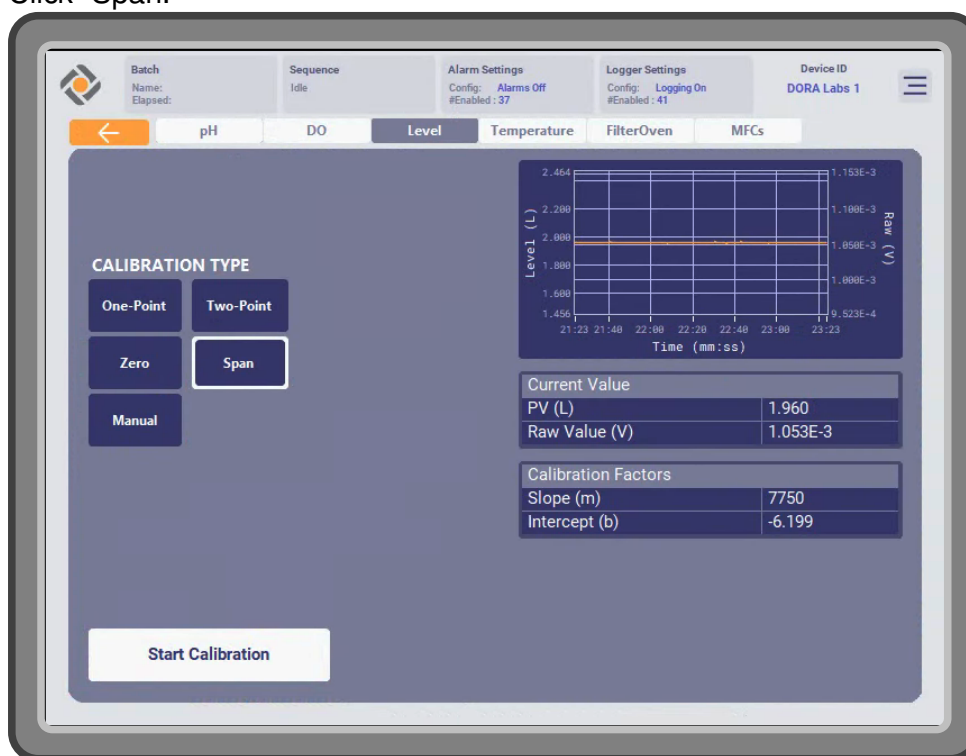 Click "Span."
Batch
Name:
Elapsed:
Sequence
Idle
Alarm Settings
Config: Alarms Off
#Enabled : 37
Logger Settings
Config: Logging On
#Enabled : 41
Device ID
DORA Labs 1
pH DO Level Temperature FilterOven MFCs
CALIBRATION TYPE
One-Point Two-Point
Zero Span
Manual
Start Calibration
Level (L)
2.464
2.200
2.000
1.800
1.600
1.456
1.153E-3
1.100E-3
1.050E-3
1.000E-3
9.523E-4
Raw (V)
21:23 21:40 22:00 22:20 22:40 23:00 23:23
Time (mm:ss)
Current Value
PV (L) 1.960
Raw Value (V) 1.053E-3
Calibration Factors
Slope (m) 7750
Intercept (b) -6.199